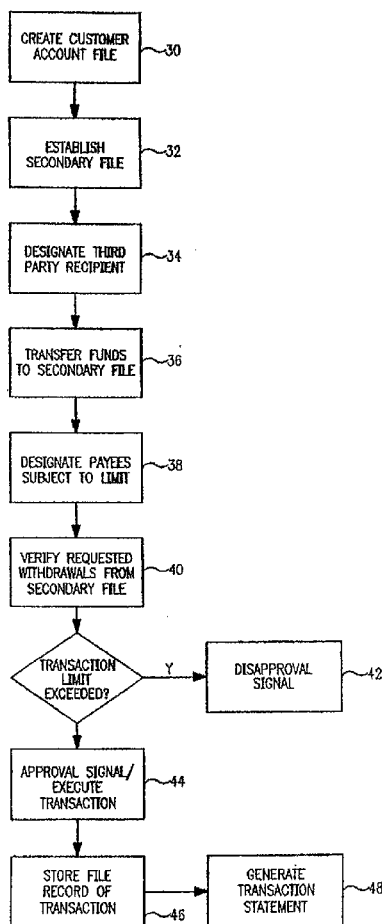 CREATE CUSTOMER
ACCOUNT FILE
30
ESTABLISH
SECONDARY FILE
32
DESIGNATE THIRD
PARTY RECIPIENT
34
TRANSFER FUNDS
TO SECONDARY FILE
36
DESIGNATE PAYEES
SUBJECT TO LIMIT
38
VERIFY REQUESTED
WITHDRAWALS FROM
SECONDARY FILE
40
TRANSACTION
LIMIT
EXCEEDED?
Y
DISAPPROVAL
SIGNAL
42
APPROVAL SIGNAL/
EXECUTE
TRANSACTION
44
STORE FILE
RECORD OF
TRANSACTION
46
GENERATE
TRANSACTION
STATEMENT
48